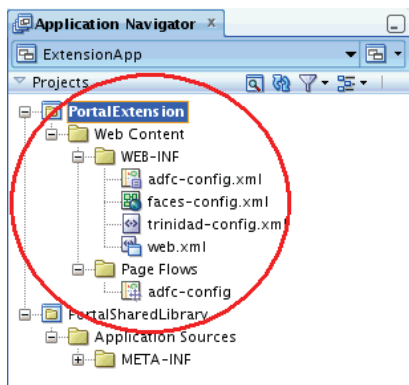 Application Navigator
ExtensionApp
Projects
PortalExtension
Web Content
WEB-INF
adfc-config.xml
faces-config.xml
trinidad-config.xml
web.xml
Page Flows
adfc-config
PortalSharedLibrary
Application Sources
META-INF